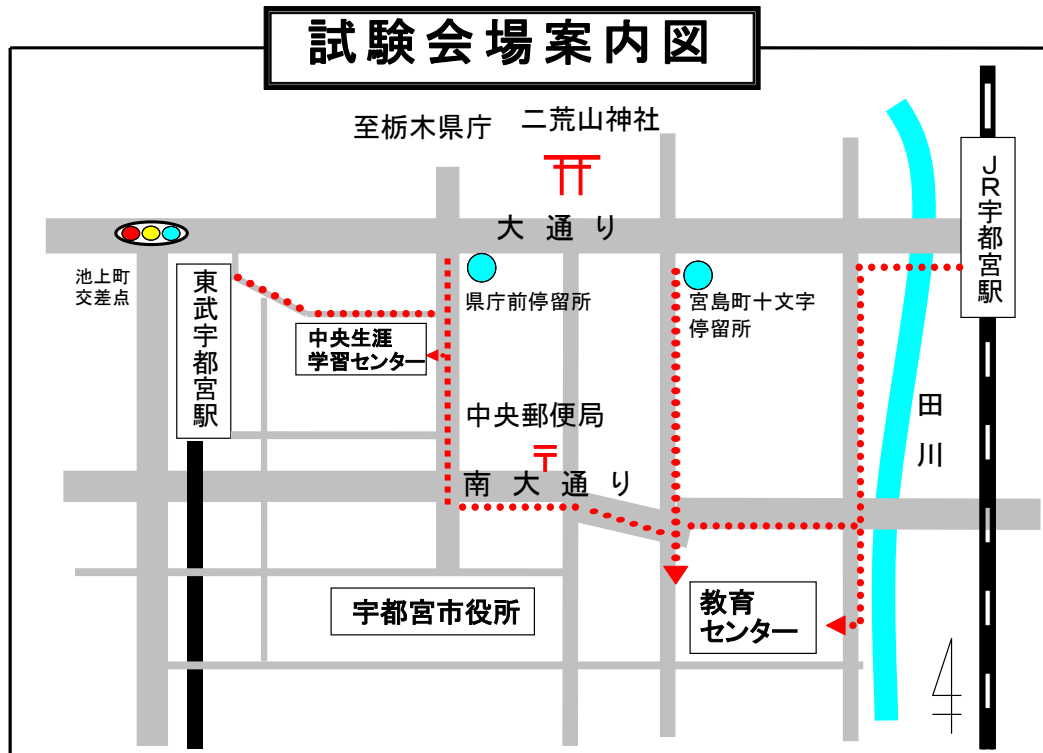 試験会場案内図
至栃木県庁
二荒山神社
大通り
池上町
交差点
東武宇都宮駅
県庁前停留所
宮島町十文字
停留所
JR宇都宮駅
中央生涯
学習センター
中央郵便局
〒
田川
南大通り
宇都宮市役所
教育
センター